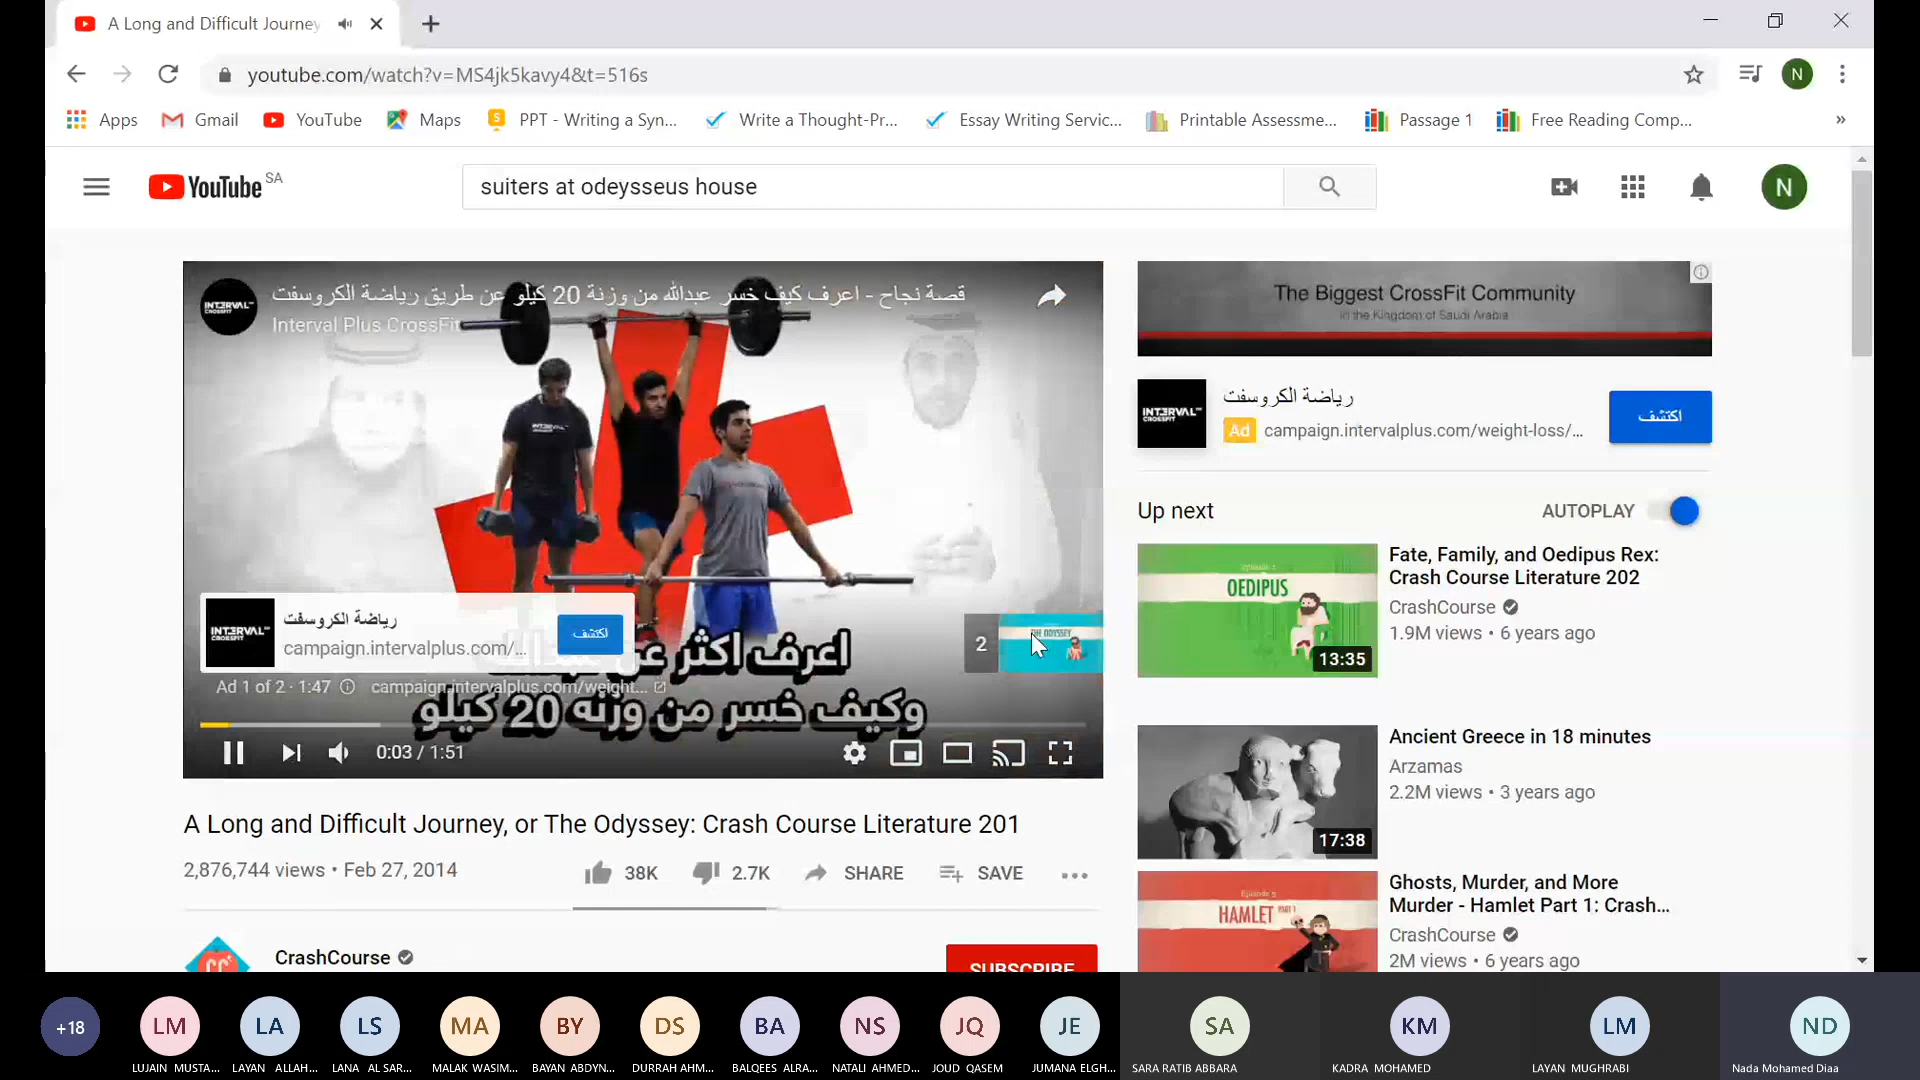 A Long and Difficult Journey
youtube.com/watch?v=MS4jk5kavy4&t=516s
N
Apps
Gmail
YouTube
Maps
PPT - Writing a Syn...
Write a Thought-Pr...
Essay Writing Servic...
Printable Assessme...
Passage 1
Free Reading Comp...
»
YouTube SA
suiters at odeysseus house
N
INTERVAL CROSSFIT
قصة نجاح - اعرف كيف خسر عبدالله من وزنة 20 كيلو عن طريق رياضة الكروسفت
Interval Plus CrossFit
INTERVAL
INTERVAL CROSSFIT
رياضة الكروسفت
campaign.intervalplus.com/...
اكتشف
اعرف اكثر عن
وكيف خسر من وزنه 20 كيلو
2
THE ODYSSEY
Ad 1 of 2 · 1:47
campaign.intervalplus.com/weight...
0:03 / 1:51
A Long and Difficult Journey, or The Odyssey: Crash Course Literature 201
2,876,744 views • Feb 27, 2014
38K
2.7K
SHARE
SAVE
CrashCourse
SUBSCRIBE
The Biggest CrossFit Community
in the Kingdom of Saudi Arabia
INTERVAL CROSSFIT
رياضة الكروسفت
Ad campaign.intervalplus.com/weight-loss/...
اكتشف
Up next
AUTOPLAY
OEDIPUS
13:35
Fate, Family, and Oedipus Rex:
Crash Course Literature 202
CrashCourse
1.9M views • 6 years ago
17:38
Ancient Greece in 18 minutes
Arzamas
2.2M views • 3 years ago
HAMLET PART 1
Ghosts, Murder, and More
Murder - Hamlet Part 1: Crash...
CrashCourse
2M views • 6 years ago
+18
LM
LA
LS
MA
BY
DS
BA
NS
JQ
JE
SA
KM
LM
ND
LUJAIN MUSTA...
LAYAN ALLAH...
LANA AL SAR...
MALAK WASIM...
BAYAN ABDYN...
DURRAH AHM...
BALQEES ALRA...
NATALI AHMED...
JOUD QASEM
JUMANA ELGH...
SARA RATIB ABBARA
KADRA MOHAMED
LAYAN MUGHRABI
Nada Mohamed Diaa